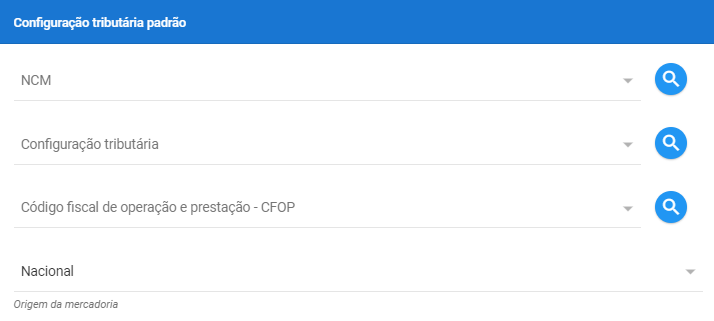 Configuração tributária padrão
NCM
Configuração tributária
Código fiscal de operação e prestação - CFOP
Nacional
Origem da mercadoria